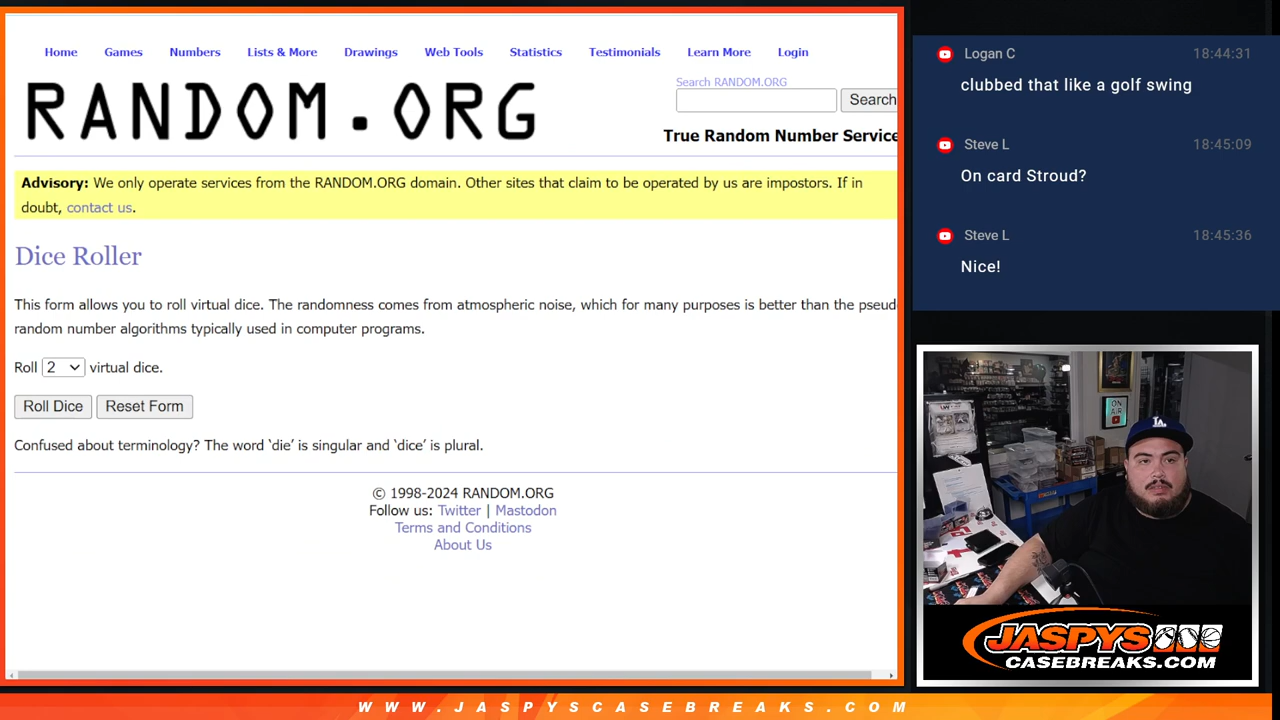 Home Games Numbers Lists & More Drawings Web Tools Statistics Testimonials Learn More Login
RANDOM.ORG
Search RANDOM.ORG
Search
True Random Number Service
Advisory: We only operate services from the RANDOM.ORG domain. Other sites that claim to be operated by us are impostors. If in
doubt, contact us.
Dice Roller
This form allows you to roll virtual dice. The randomness comes from atmospheric noise, which for many purposes is better than the pseudo
random number algorithms typically used in computer programs.
Roll 2 virtual dice.
Roll Dice Reset Form
Confused about terminology? The word ‘die’ is singular and ‘dice’ is plural.
© 1998-2024 RANDOM.ORG
Follow us: Twitter | Mastodon
Terms and Conditions
About Us
Logan C 18:44:31
clubbed that like a golf swing
Steve L 18:45:09
On card Stroud?
Steve L 18:45:36
Nice!
ON
AIR
LA
JASPYS
CASEBREAKS.COM
WWW.JASPYSCASEBREAKS.COM